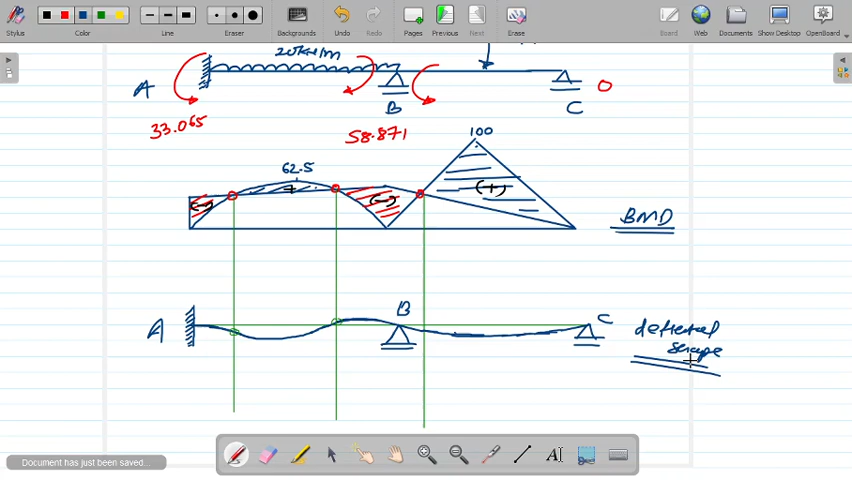 Stylus
Color
Line
Eraser
Backgrounds
Undo
Redo
Pages
Previous
Next
Erase
Board
Web
Documents
Show Desktop
OpenBoard
20kN/m
A
B
C
0
33.065
58.871
100
62.5
(-)
+
(-)
(+)
BMD
A
B
C
deflected
shape
Document has just been saved...